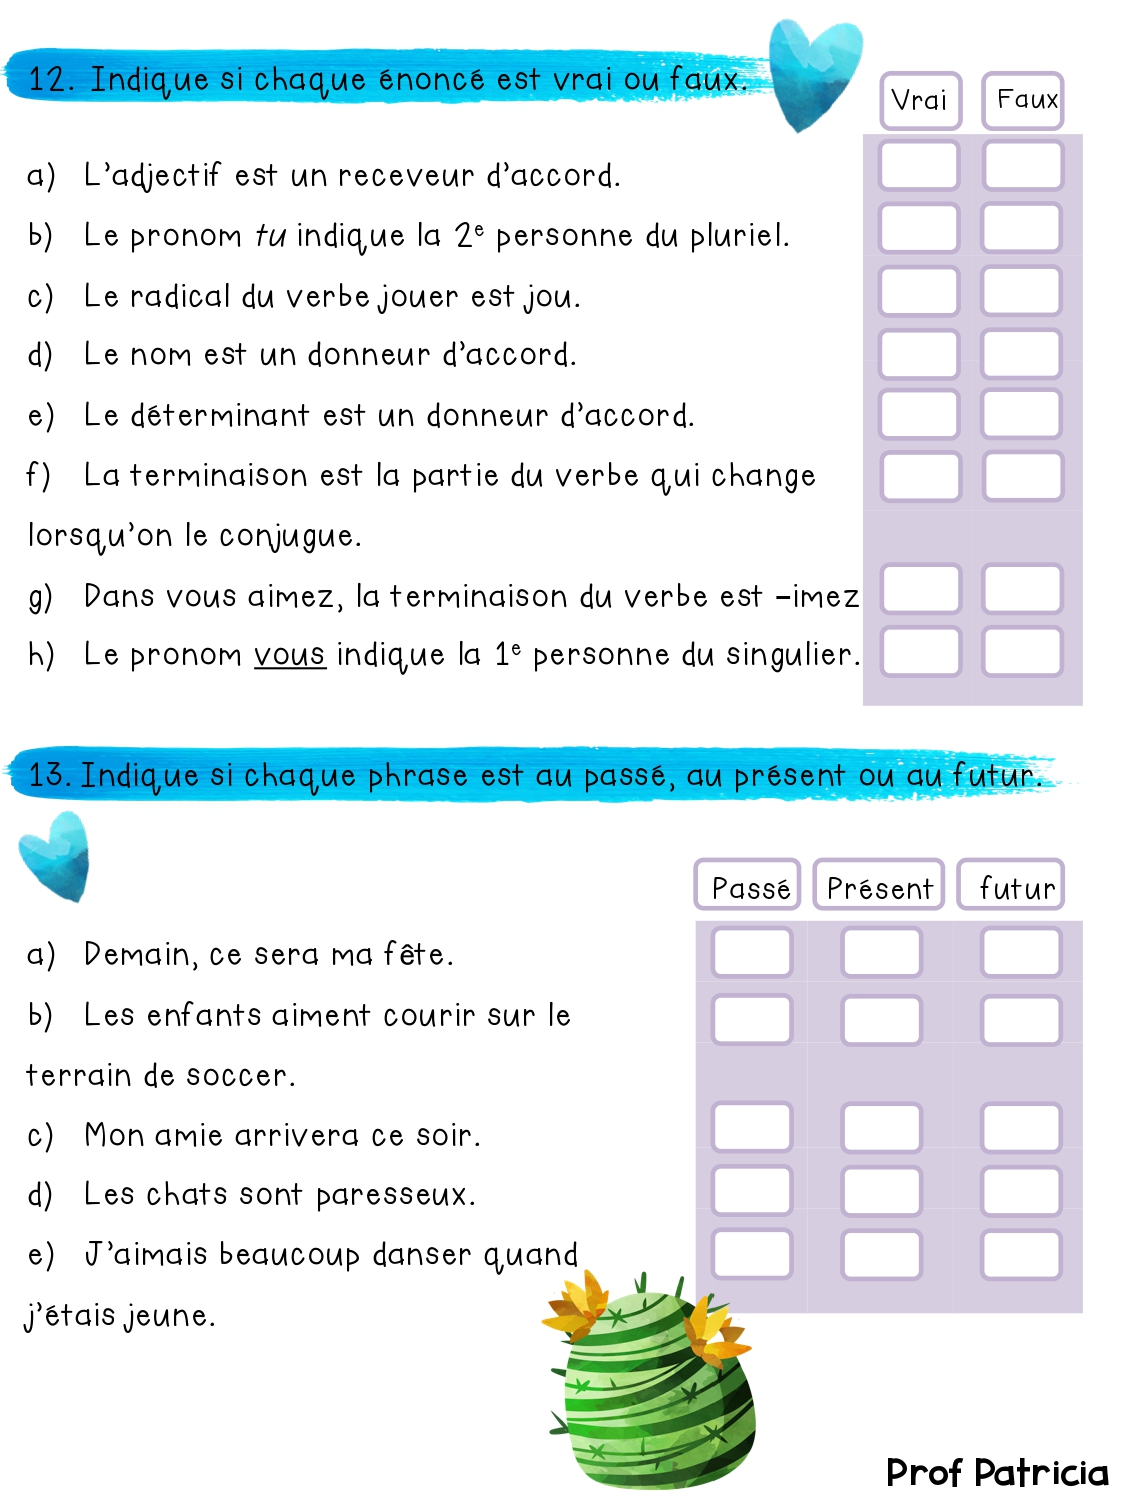 12. Indique si chaque énoncé est vrai ou faux.
Vrai
Faux
a) L'adjectif est un receveur d'accord.
b) Le pronom tu indique la 2e personne du pluriel.
c) Le radical du verbe jouer est jou.
d) Le nom est un donneur d'accord.
e) Le déterminant est un donneur d'accord.
f) La terminaison est la partie du verbe qui change
lorsqu'on le conjugue.
g) Dans vous aimez, la terminaison du verbe est –imez
h) Le pronom vous indique la 1e personne du singulier.
13. Indique si chaque phrase est au passé, au présent ou au futur.
Passé
Présent
futur
a) Demain, ce sera ma fête.
b) Les enfants aiment courir sur le
terrain de soccer.
c) Mon amie arrivera ce soir.
d) Les chats sont paresseux.
e) J'aimais beaucoup danser quand
j'étais jeune.
Prof Patricia